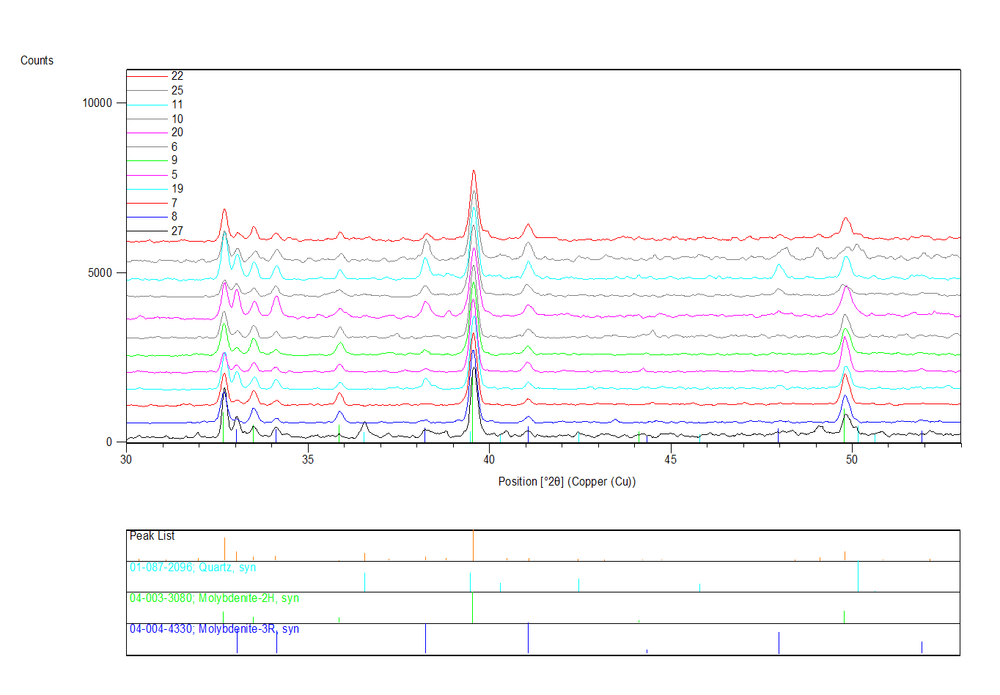 Counts
22
25
11
10
20
6
9
5
19
7
8
27
10000
5000
0
30 35 40 45 50
Position [°2θ] (Copper (Cu))
Peak List
01-087-2096; Quartz, syn
04-003-3080; Molybdenite-2H, syn
04-004-4330; Molybdenite-3R, syn